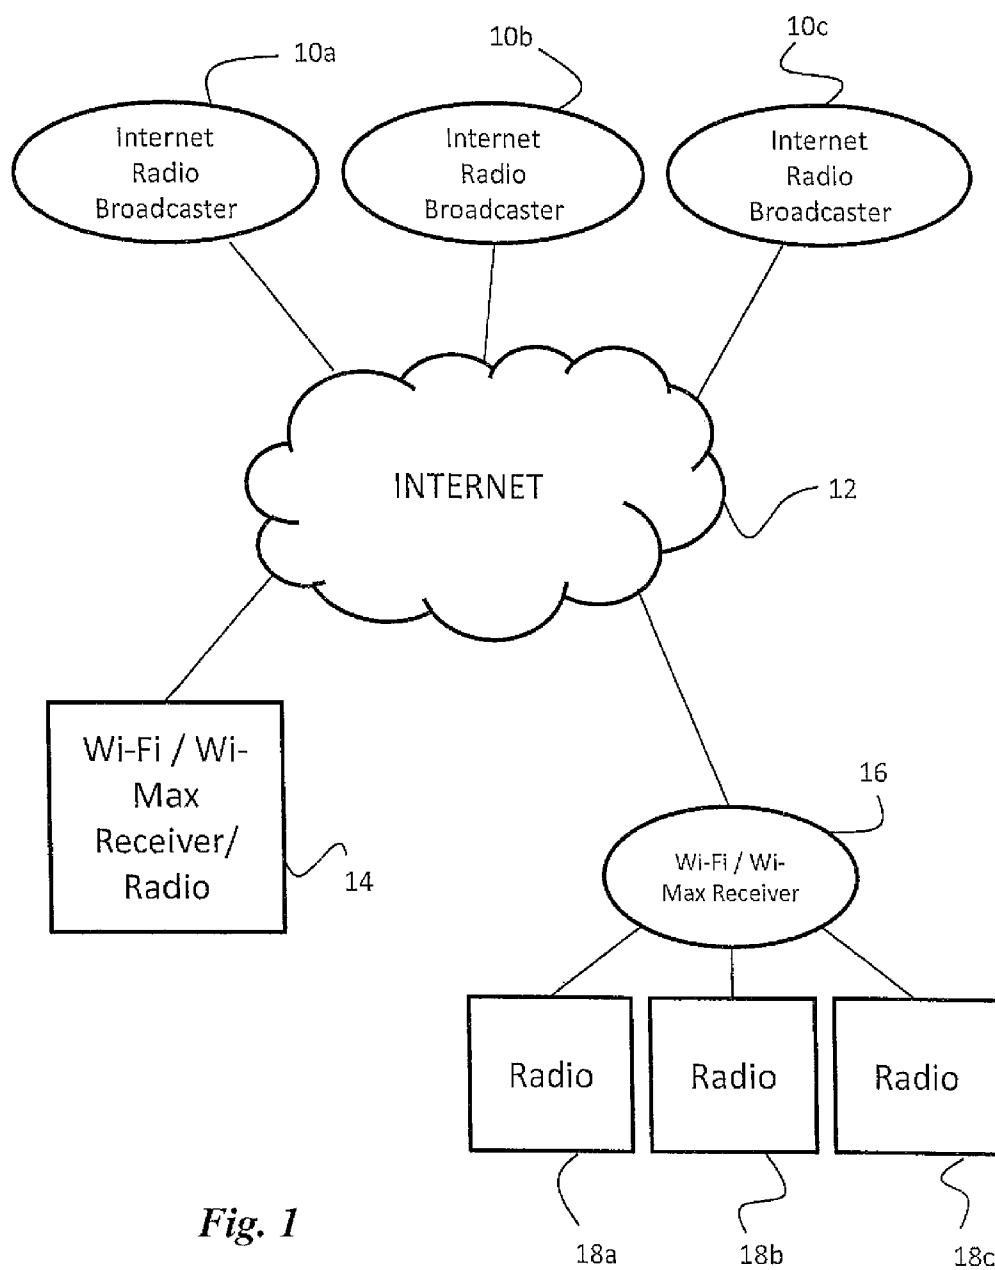 10a
10b
10c
Internet
Radio
Broadcaster
Internet
Radio
Broadcaster
Internet
Radio
Broadcaster
INTERNET
12
Wi-Fi / Wi-
Max
Receiver/
Radio
14
16
Wi-Fi / Wi-
Max Receiver
Radio
Radio
Radio
Fig. 1
18a
18b
18c